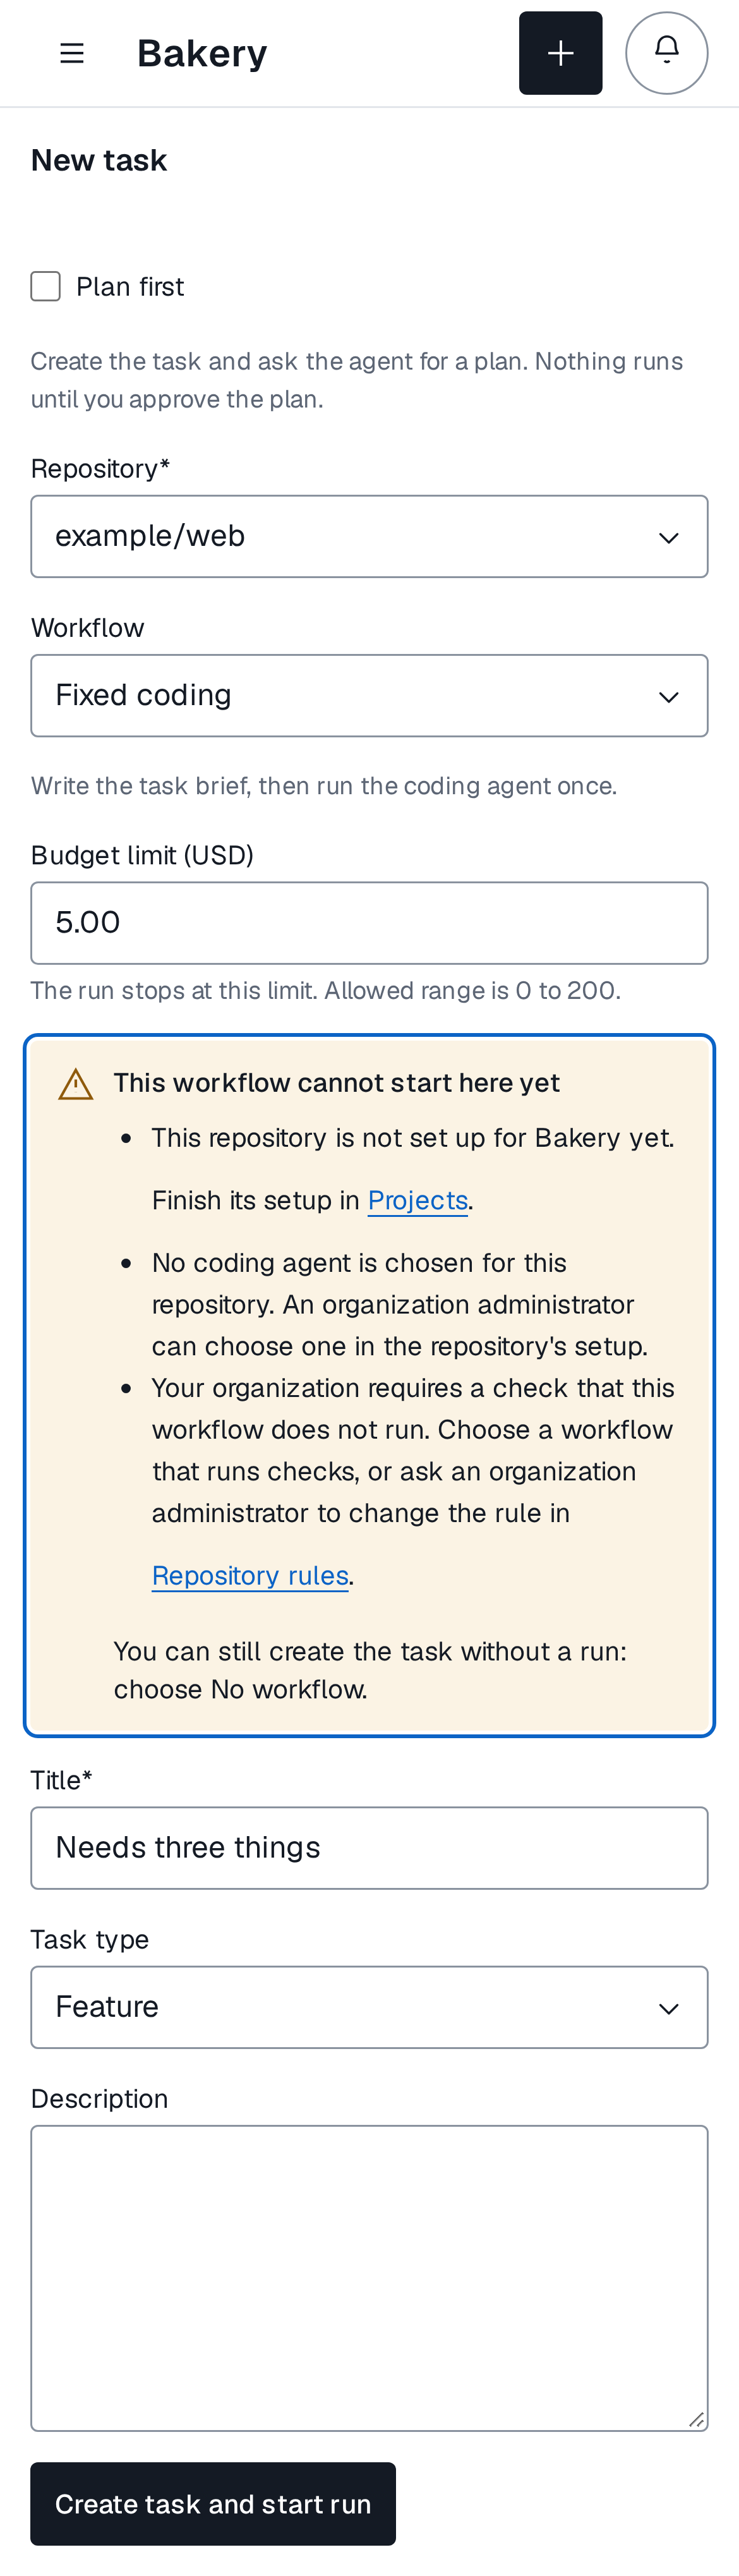 Bakery
New task
Plan first
Create the task and ask the agent for a plan. Nothing runs
until you approve the plan.
Repository*
example/web
Workflow
Fixed coding
Write the task brief, then run the coding agent once.
Budget limit (USD)
5.00
The run stops at this limit. Allowed range is 0 to 200.
This workflow cannot start here yet
• This repository is not set up for Bakery yet.
Finish its setup in Projects.
• No coding agent is chosen for this
repository. An organization administrator
can choose one in the repository's setup.
• Your organization requires a check that this
workflow does not run. Choose a workflow
that runs checks, or ask an organization
administrator to change the rule in
Repository rules.
You can still create the task without a run:
choose No workflow.
Title*
Needs three things
Task type
Feature
Description
Create task and start run